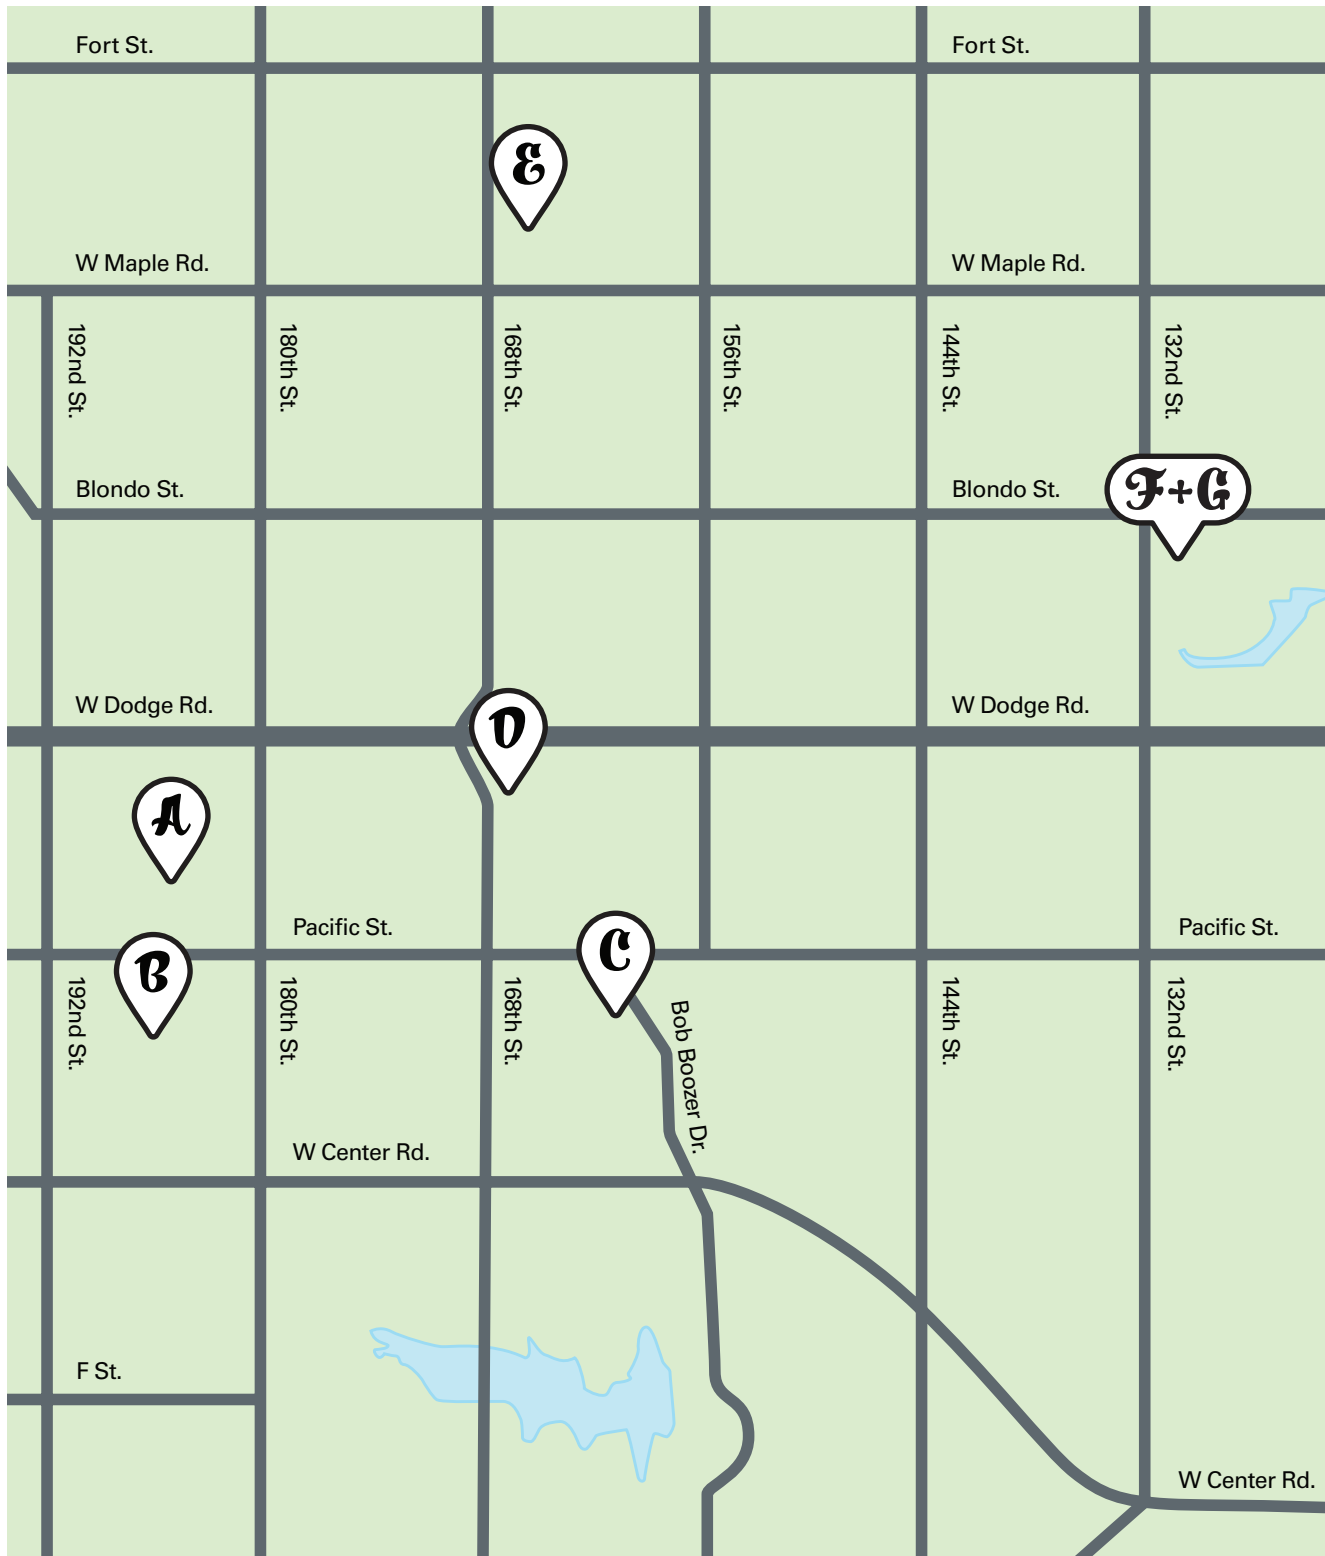 Fort St.
Fort St.
E
W Maple Rd.
W Maple Rd.
192nd St.
180th St.
168th St.
156th St.
144th St.
132nd St.
Blondo St.
Blondo St.
F+G
W Dodge Rd.
W Dodge Rd.
D
A
Pacific St.
Pacific St.
C
B
192nd St.
180th St.
168th St.
Bob Boozer Dr.
144th St.
132nd St.
W Center Rd.
F St.
W Center Rd.